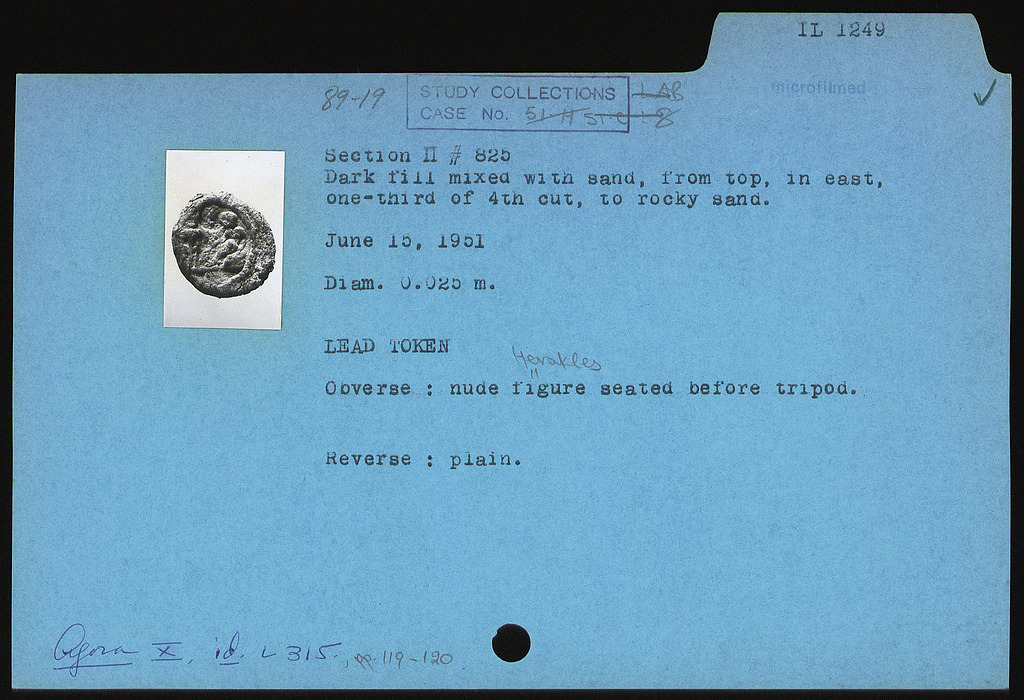 IL 1249
microfilmed ✓
89-19
STUDY COLLECTIONS LAB
CASE No. 51 H
Section Π # 825
Dark fill mixed with sand, from top, in east,
one-third of 4th cut, to rocky sand.
June 15, 1951
Diam. 0.025 m.
LEAD TOKEN
Herakles
"
Obverse : nude figure seated before tripod.
Reverse : plain.
Agora X, id. L 315, pp. 119-120